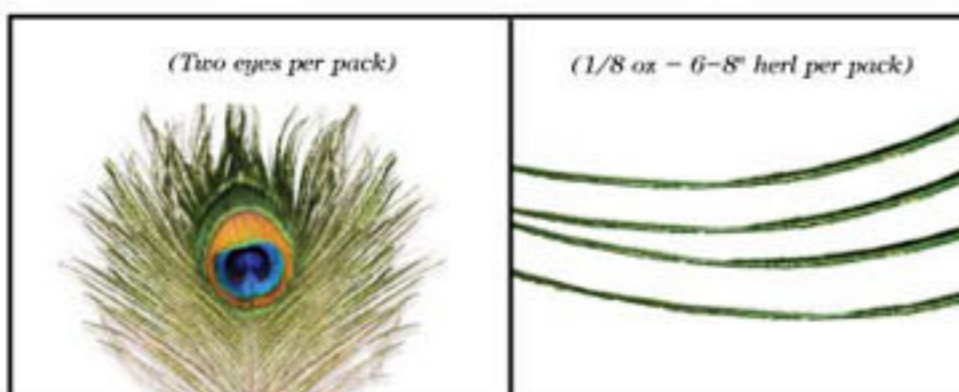 (Two eyes per pack)
(1/8 oz - 6-8" herl per pack)